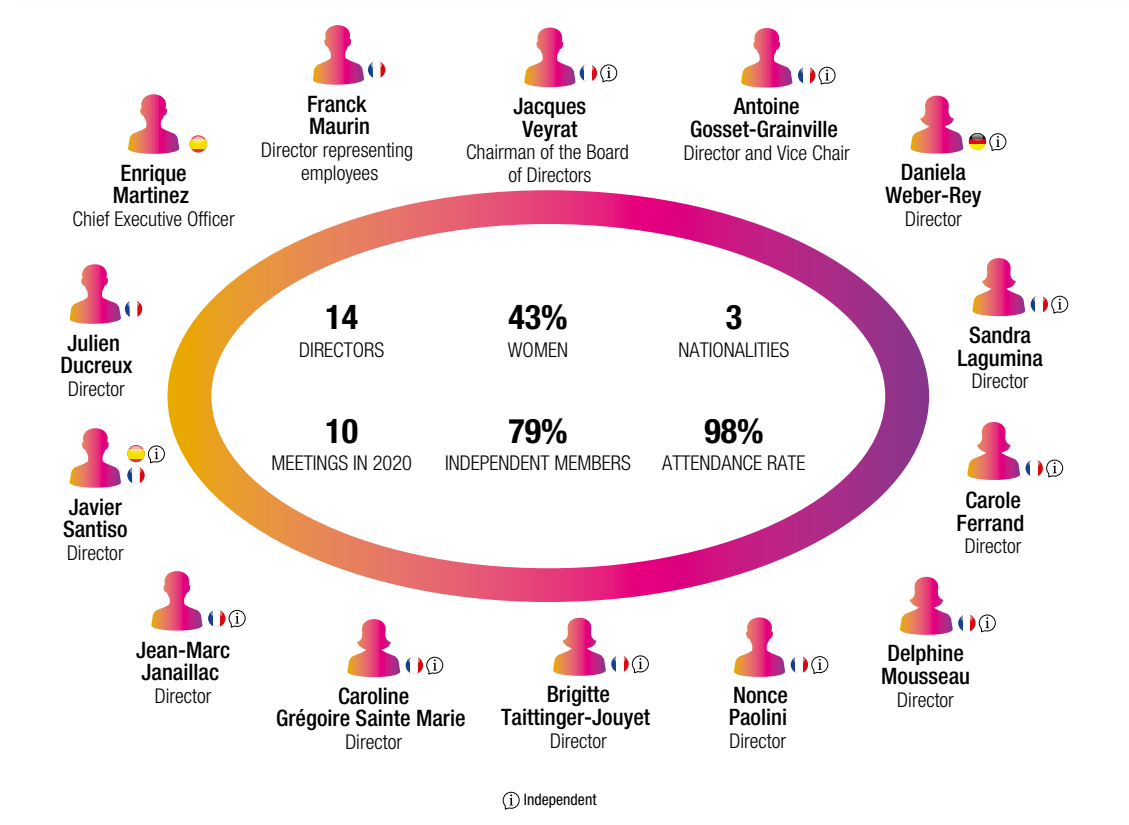 Franck
Maurin
Director representing
employees
Jacques
Veyrat
Chairman of the Board
of Directors
Antoine
Gosset-Grainville
Director and Vice Chair
Enrique
Martinez
Chief Executive Officer
Daniela
Weber-Rey
Director
Julien
Ducreux
Director
14
DIRECTORS
43%
WOMEN
3
NATIONALITIES
Sandra
Lagumina
Director
10
MEETINGS IN 2020
79%
INDEPENDENT MEMBERS
98%
ATTENDANCE RATE
Javier
Santiso
Director
Carole
Ferrand
Director
Jean-Marc
Janaillac
Director
Caroline
Grégoire Sainte Marie
Director
Brigitte
Taittinger-Jouyet
Director
Nonce
Paolini
Director
Delphine
Mousseau
Director
i Independent